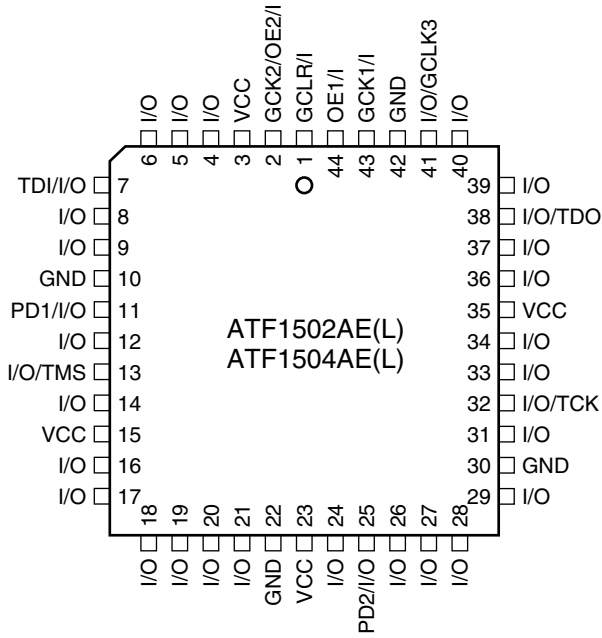 I/O
I/O
I/O
VCC
GCK2/OE2/I
GCLR/I
OE1/I
GCK1/I
GND
I/O/GCLK3
I/O
6
5
4
3
2
1
44
43
42
41
40
TDI/I/O 7
I/O 8
I/O 9
GND 10
PD1/I/O 11
I/O 12
I/O/TMS 13
I/O 14
VCC 15
I/O 16
I/O 17
ATF1502AE(L)
ATF1504AE(L)
39 I/O
38 I/O/TDO
37 I/O
36 I/O
35 VCC
34 I/O
33 I/O
32 I/O/TCK
31 I/O
30 GND
29 I/O
18
19
20
21
22
23
24
25
26
27
28
I/O
I/O
I/O
I/O
GND
VCC
I/O
PD2/I/O
I/O
I/O
I/O